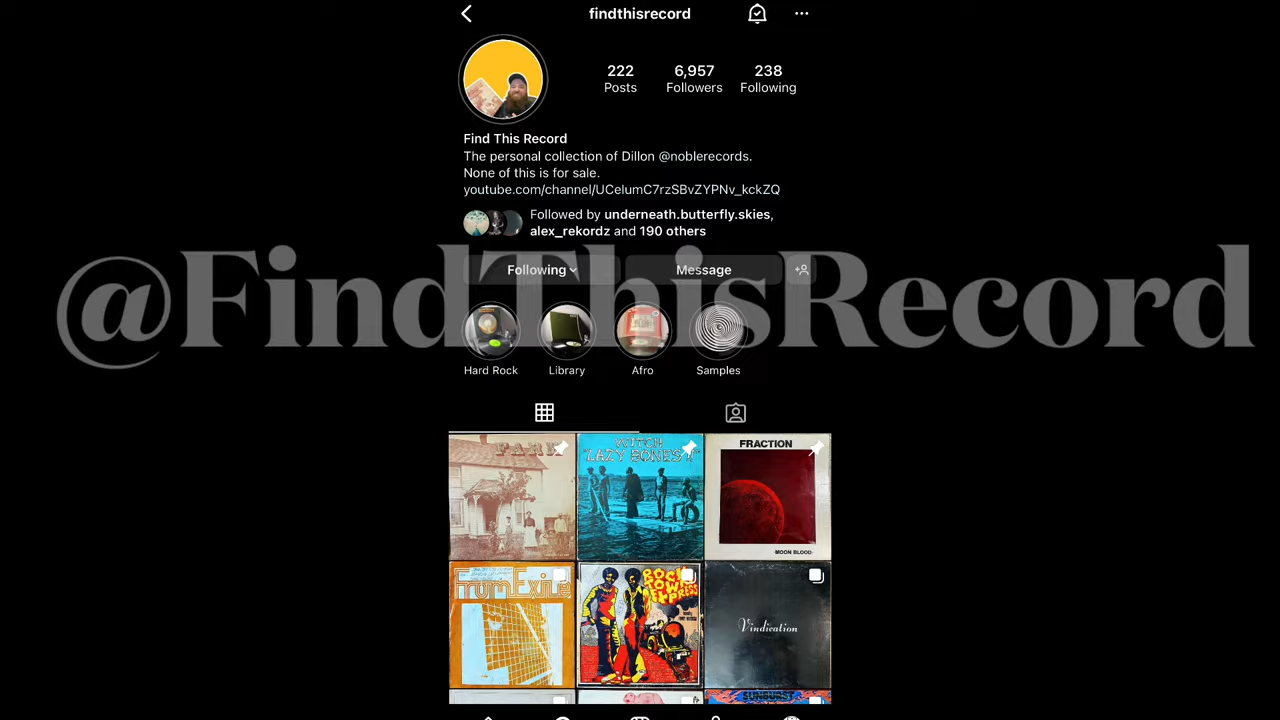 findthisrecord
222
6,957
238
Posts
Followers
Following
Find This Record
The personal collection of Dillon @noblerecords.
None of this is for sale.
youtube.com/channel/UCelumC7rzSBvZYPNv_kckZQ
Followed by underneath.butterfly.skies,
alex_rekordz and 190 others
Following
Message
@FindThisRecord
Hard Rock
Library
Afro
Samples
WITCH
"LAZY BONES!!"
FRACTION
MOON BLOOD
From Exile
ROCK
TOWN
EXPRESS
Vindication
SUNBURST